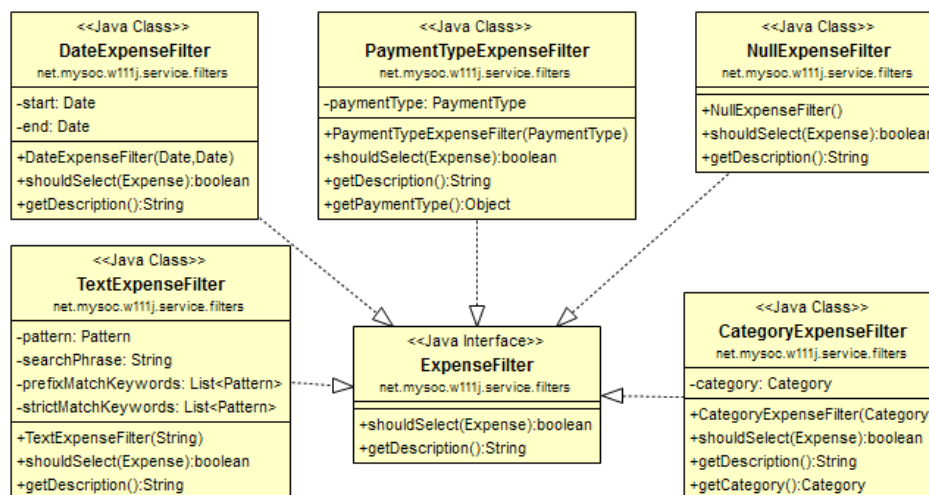 <<Java Class>>
DateExpenseFilter
net.mysoc.w111j.service.filters
-start: Date
-end: Date
+DateExpenseFilter(Date,Date)
+shouldSelect(Expense):boolean
+getDescription():String
<<Java Class>>
PaymentTypeExpenseFilter
net.mysoc.w111j.service.filters
-paymentType: PaymentType
+PaymentTypeExpenseFilter(PaymentType)
+shouldSelect(Expense):boolean
+getDescription():String
+getPaymentType():Object
<<Java Class>>
NullExpenseFilter
net.mysoc.w111j.service.filters
+NullExpenseFilter()
+shouldSelect(Expense):boolean
+getDescription():String
<<Java Class>>
TextExpenseFilter
net.mysoc.w111j.service.filters
-pattern: Pattern
-searchPhrase: String
-prefixMatchKeywords: List<Pattern>
-strictMatchKeywords: List<Pattern>
+TextExpenseFilter(String)
+shouldSelect(Expense):boolean
+getDescription():String
<<Java Interface>>
ExpenseFilter
net.mysoc.w111j.service.filters
+shouldSelect(Expense):boolean
+getDescription():String
<<Java Class>>
CategoryExpenseFilter
net.mysoc.w111j.service.filters
-category: Category
+CategoryExpenseFilter(Category
+shouldSelect(Expense):boolean
+getDescription():String
+getCategory():Category